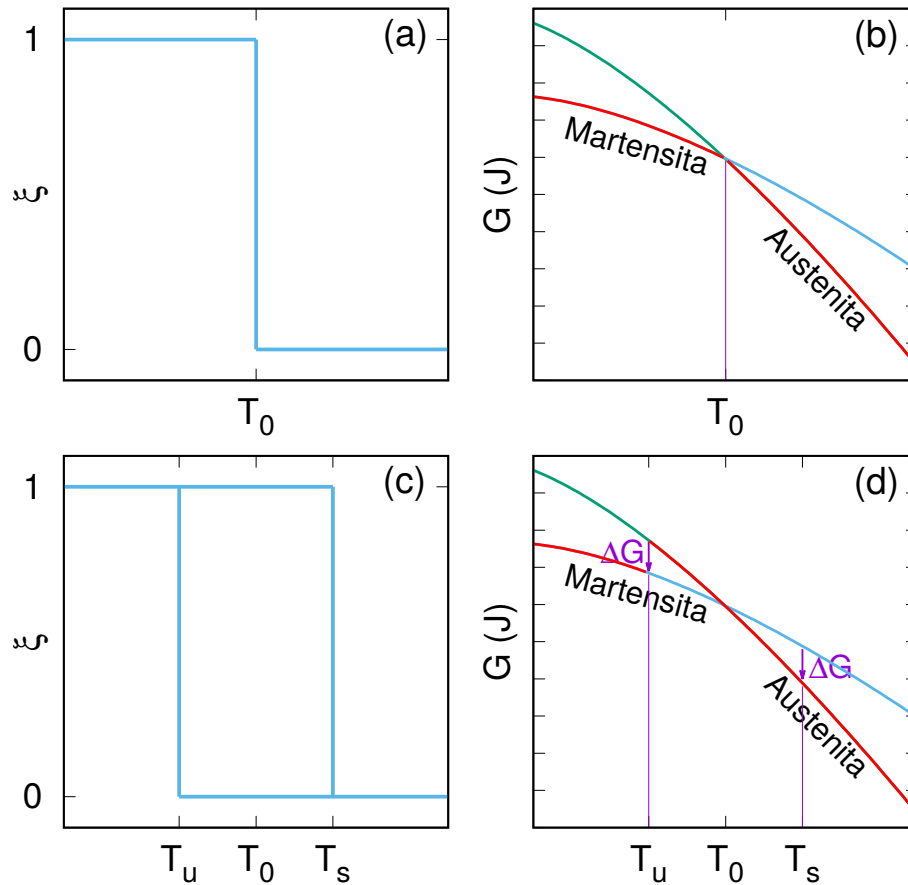 (a)
1
ξ
0
T₀
(b)
G (J)
Martensita
Austenita
T₀
(c)
1
ξ
0
Tᵤ T₀ Tₛ
(d)
G (J)
ΔG
Martensita
ΔG
Austenita
Tᵤ T₀ Tₛ